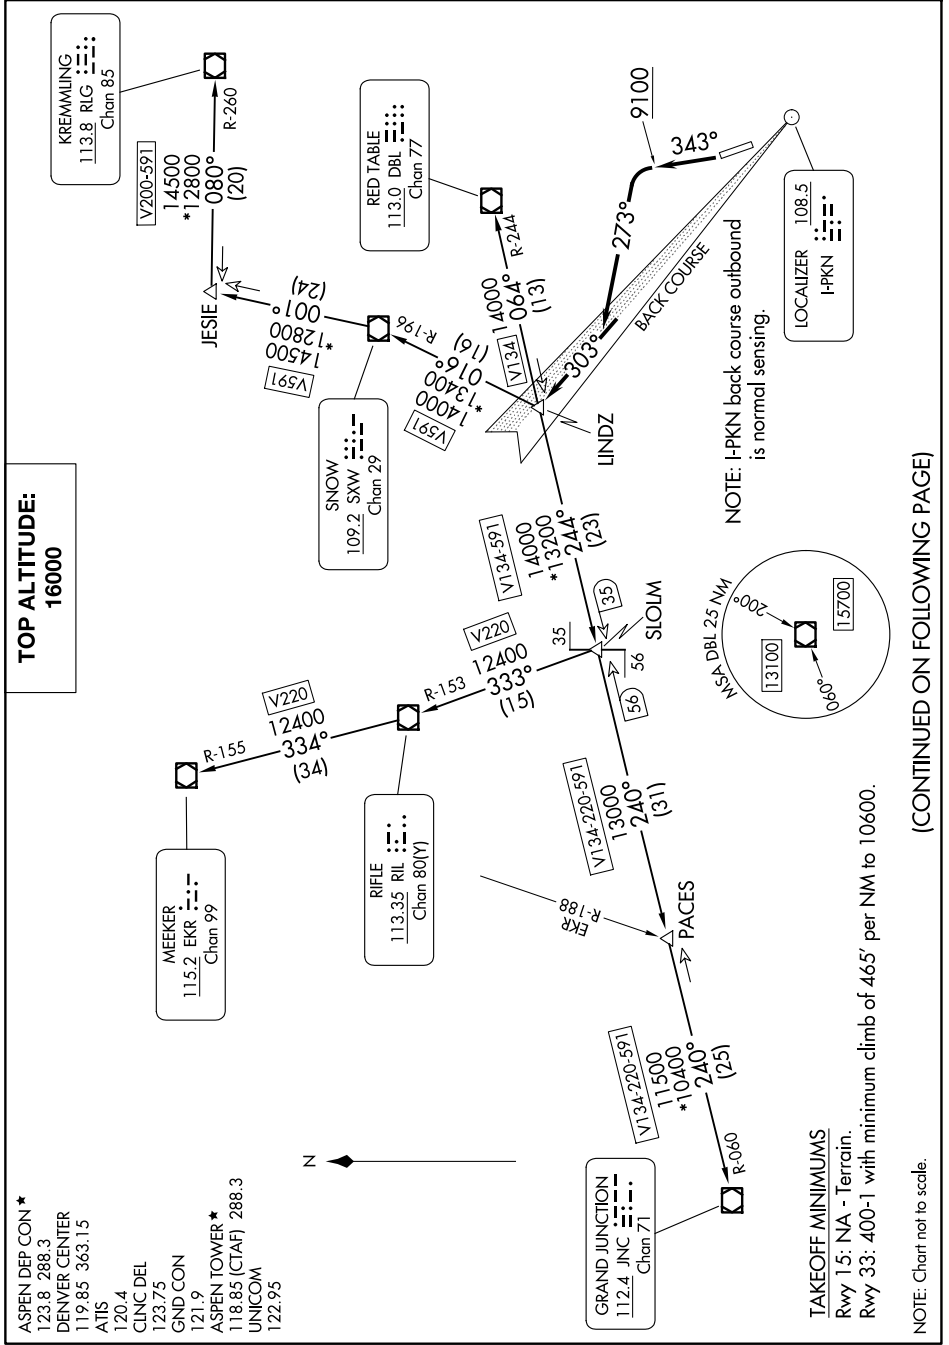 ASPEN DEP CON★
123.8 288.3
DENVER CENTER
119.85 363.15
ATIS
120.4
CLNC DEL
123.75
GND CON
121.9
ASPEN TOWER★
118.85 (CTAF) 288.3
UNICOM
122.95
TOP ALTITUDE:
16000
KREMMLING
113.8 RLG
Chan 85
R-260
V200-591
14500
*12800
080°
(20)
JESIE
(24)
001°
*12800
14500
V591
MEEKER
115.2 EKR
Chan 99
R-155
V220
12400
334°
(34)
SNOW
109.2 SXW
Chan 29
R-196
(16)
016°
*13400
14000
V591
RED TABLE
113.0 DBL
Chan 77
R-244
V134
14000
064°
(13)
RIFLE
113.35 RIL
Chan 80(Y)
R-153
V220
12400
333°
(15)
N
9100
343°
273°
303°
BACK COURSE
LINDZ
LOCALIZER 108.5
I-PKN
NOTE: I-PKN back course outbound
is normal sensing.
V134-591
14000
*13200
244°
(23)
35
35
SLOLM
56
56
V134-220-591
13000
240°
(31)
EKR
R-188
PACES
V134-220-591
11500
*10400
240°
(25)
R-060
GRAND JUNCTION
112.4 JNC
Chan 71
MSA DBL 25 NM
200°
13100
15700
060°
TAKEOFF MINIMUMS
Rwy 15: NA - Terrain.
Rwy 33: 400-1 with minimum climb of 465' per NM to 10600.
NOTE: Chart not to scale.
(CONTINUED ON FOLLOWING PAGE)